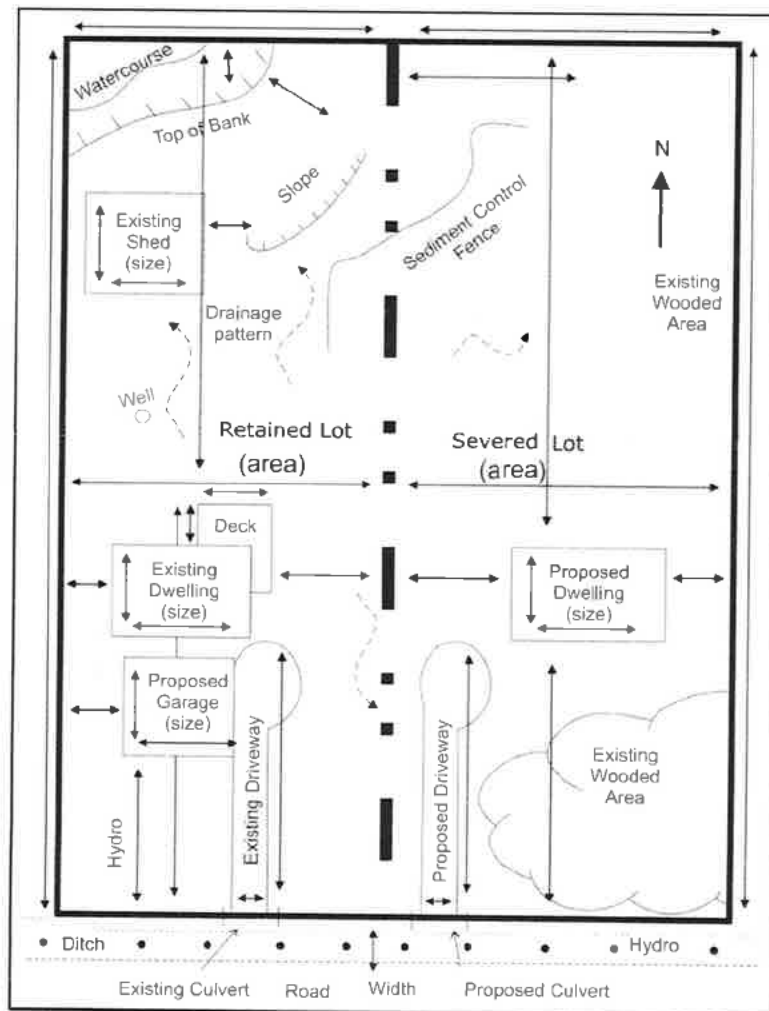 Watercourse
Top of Bank
Slope
N
Existing
Shed
(size)
Sediment Control
Fence
Existing
Wooded
Area
Drainage
pattern
Well
Retained Lot
(area)
Severed Lot
(area)
Deck
Existing
Dwelling
(size)
Proposed
Dwelling
(size)
Proposed
Garage
(size)
Existing Driveway
Proposed Driveway
Existing
Wooded
Area
Hydro
Ditch
Hydro
Existing Culvert
Road
Width
Proposed Culvert